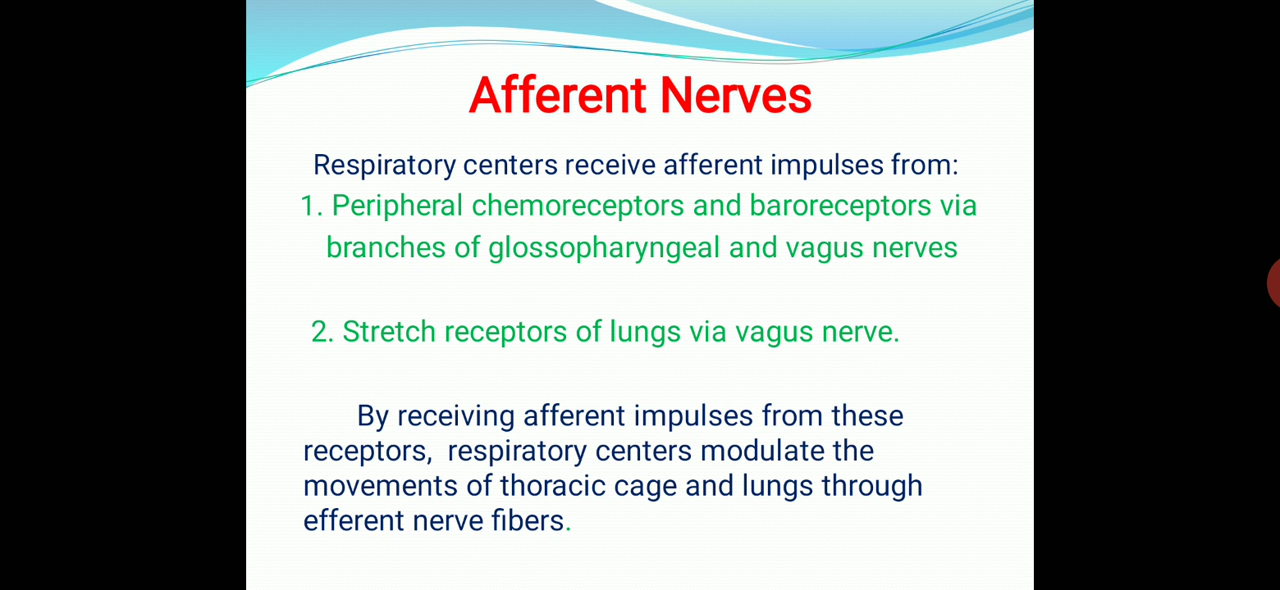 Afferent Nerves
Respiratory centers receive afferent impulses from:
1. Peripheral chemoreceptors and baroreceptors via
branches of glossopharyngeal and vagus nerves
2. Stretch receptors of lungs via vagus nerve.
By receiving afferent impulses from these
receptors, respiratory centers modulate the
movements of thoracic cage and lungs through
efferent nerve fibers.